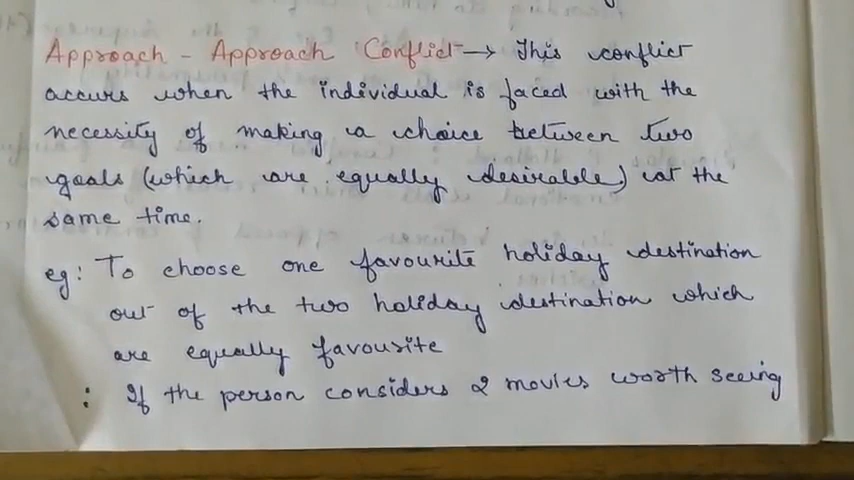 Approach - Approach Conflict → This conflict
occurs when the individual is faced with the
necessity of making a choice between two
goals (which are equally desirable) at the
same time.
eg: To choose one favourite holiday destination
out of the two holiday destination which
are equally favourite
: If the person considers 2 movies worth seeing